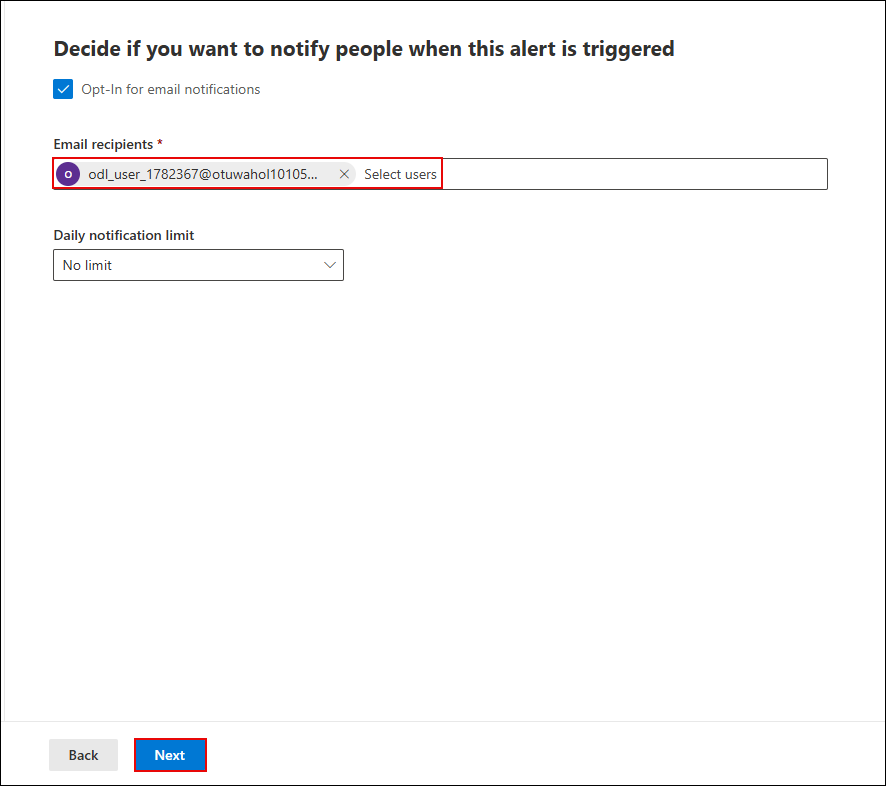 Decide if you want to notify people when this alert is triggered
Opt-In for email notifications
Email recipients *
o odl_user_1782367@otuwahol10105... Select users
Daily notification limit
No limit
Back Next